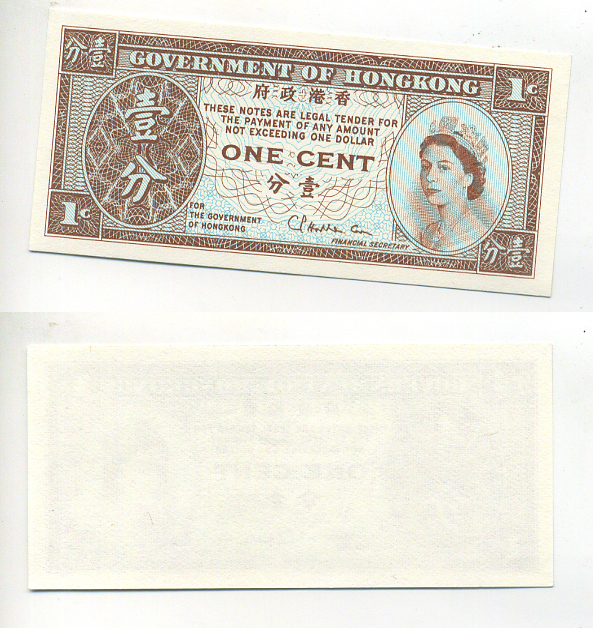 分壹
GOVERNMENT OF HONGKONG
1¢
府政港香
壹
分
THESE NOTES ARE LEGAL TENDER FOR
THE PAYMENT OF ANY AMOUNT
NOT EXCEEDING ONE DOLLAR
ONE CENT
分壹
1¢
FOR
THE GOVERNMENT
OF HONGKONG
FINANCIAL SECRETARY
分壹